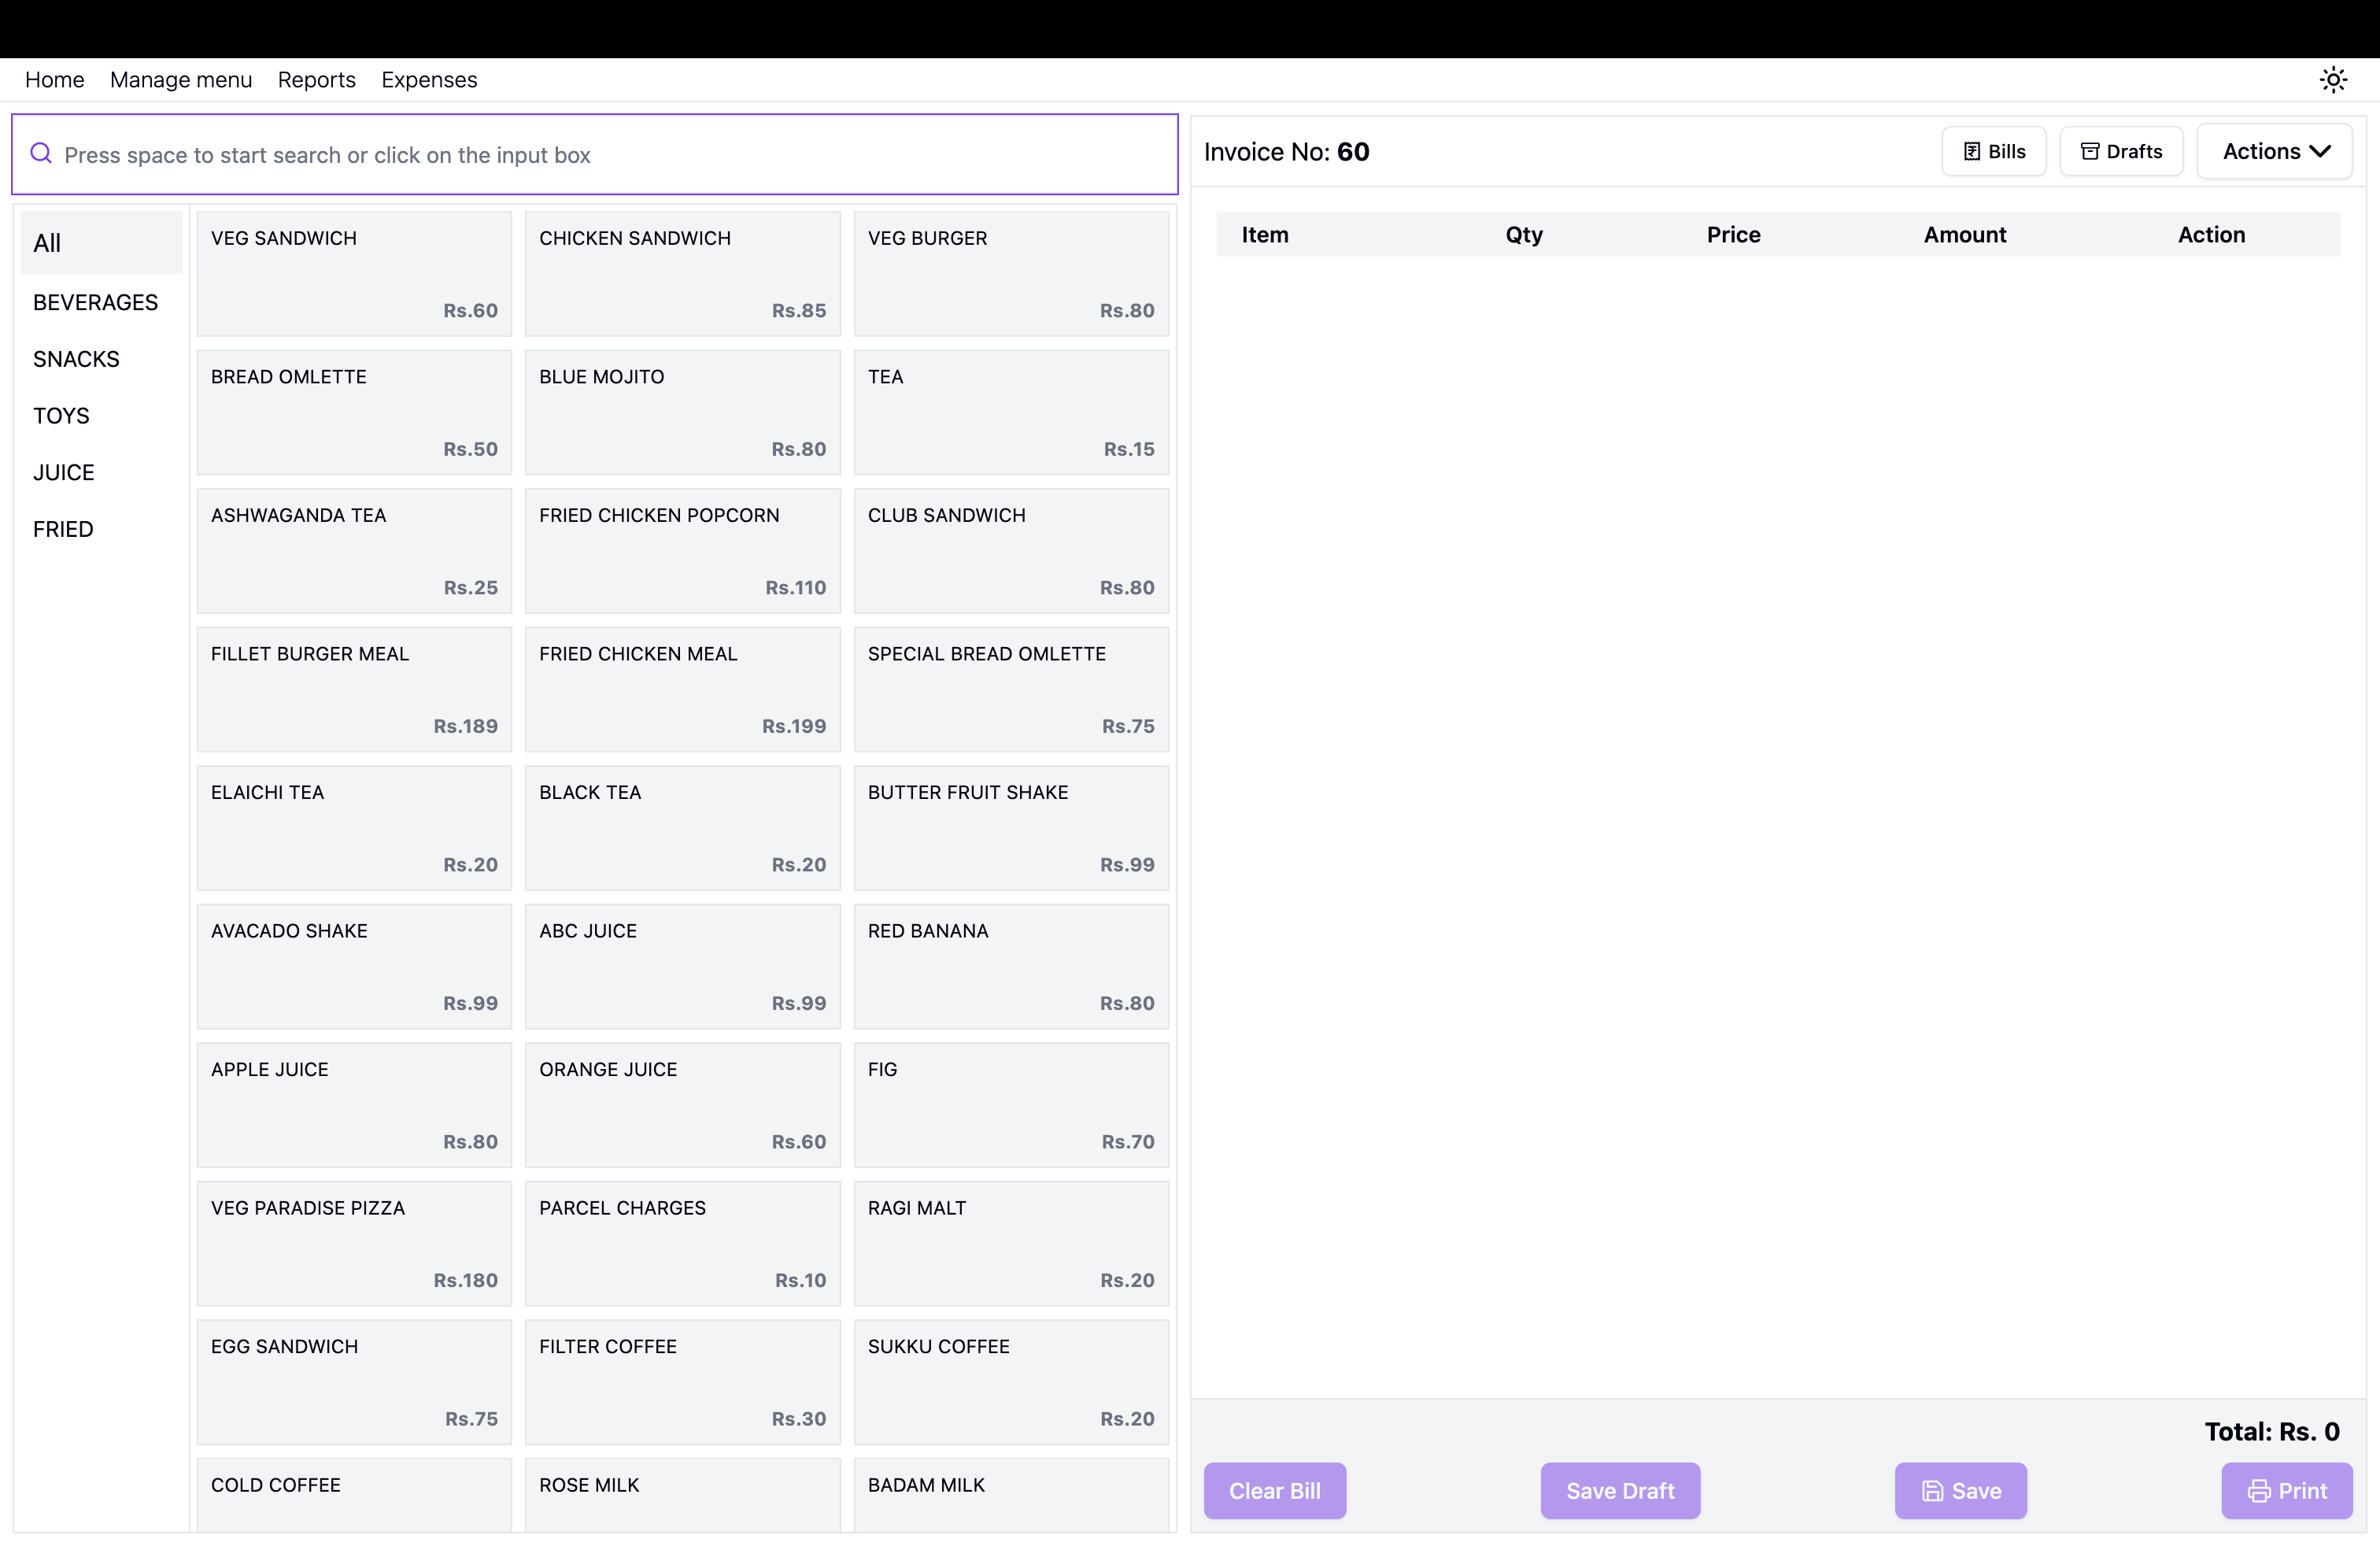 Home Manage menu Reports Expenses
Press space to start search or click on the input box
All
BEVERAGES
SNACKS
TOYS
JUICE
FRIED
VEG SANDWICH
Rs.60
CHICKEN SANDWICH
Rs.85
VEG BURGER
Rs.80
BREAD OMLETTE
Rs.50
BLUE MOJITO
Rs.80
TEA
Rs.15
ASHWAGANDA TEA
Rs.25
FRIED CHICKEN POPCORN
Rs.110
CLUB SANDWICH
Rs.80
FILLET BURGER MEAL
Rs.189
FRIED CHICKEN MEAL
Rs.199
SPECIAL BREAD OMLETTE
Rs.75
ELAICHI TEA
Rs.20
BLACK TEA
Rs.20
BUTTER FRUIT SHAKE
Rs.99
AVACADO SHAKE
Rs.99
ABC JUICE
Rs.99
RED BANANA
Rs.80
APPLE JUICE
Rs.80
ORANGE JUICE
Rs.60
FIG
Rs.70
VEG PARADISE PIZZA
Rs.180
PARCEL CHARGES
Rs.10
RAGI MALT
Rs.20
EGG SANDWICH
Rs.75
FILTER COFFEE
Rs.30
SUKKU COFFEE
Rs.20
COLD COFFEE
ROSE MILK
BADAM MILK
Invoice No: 60
Bills
Drafts
Actions
Item Qty Price Amount Action
Total: Rs. 0
Clear Bill
Save Draft
Save
Print